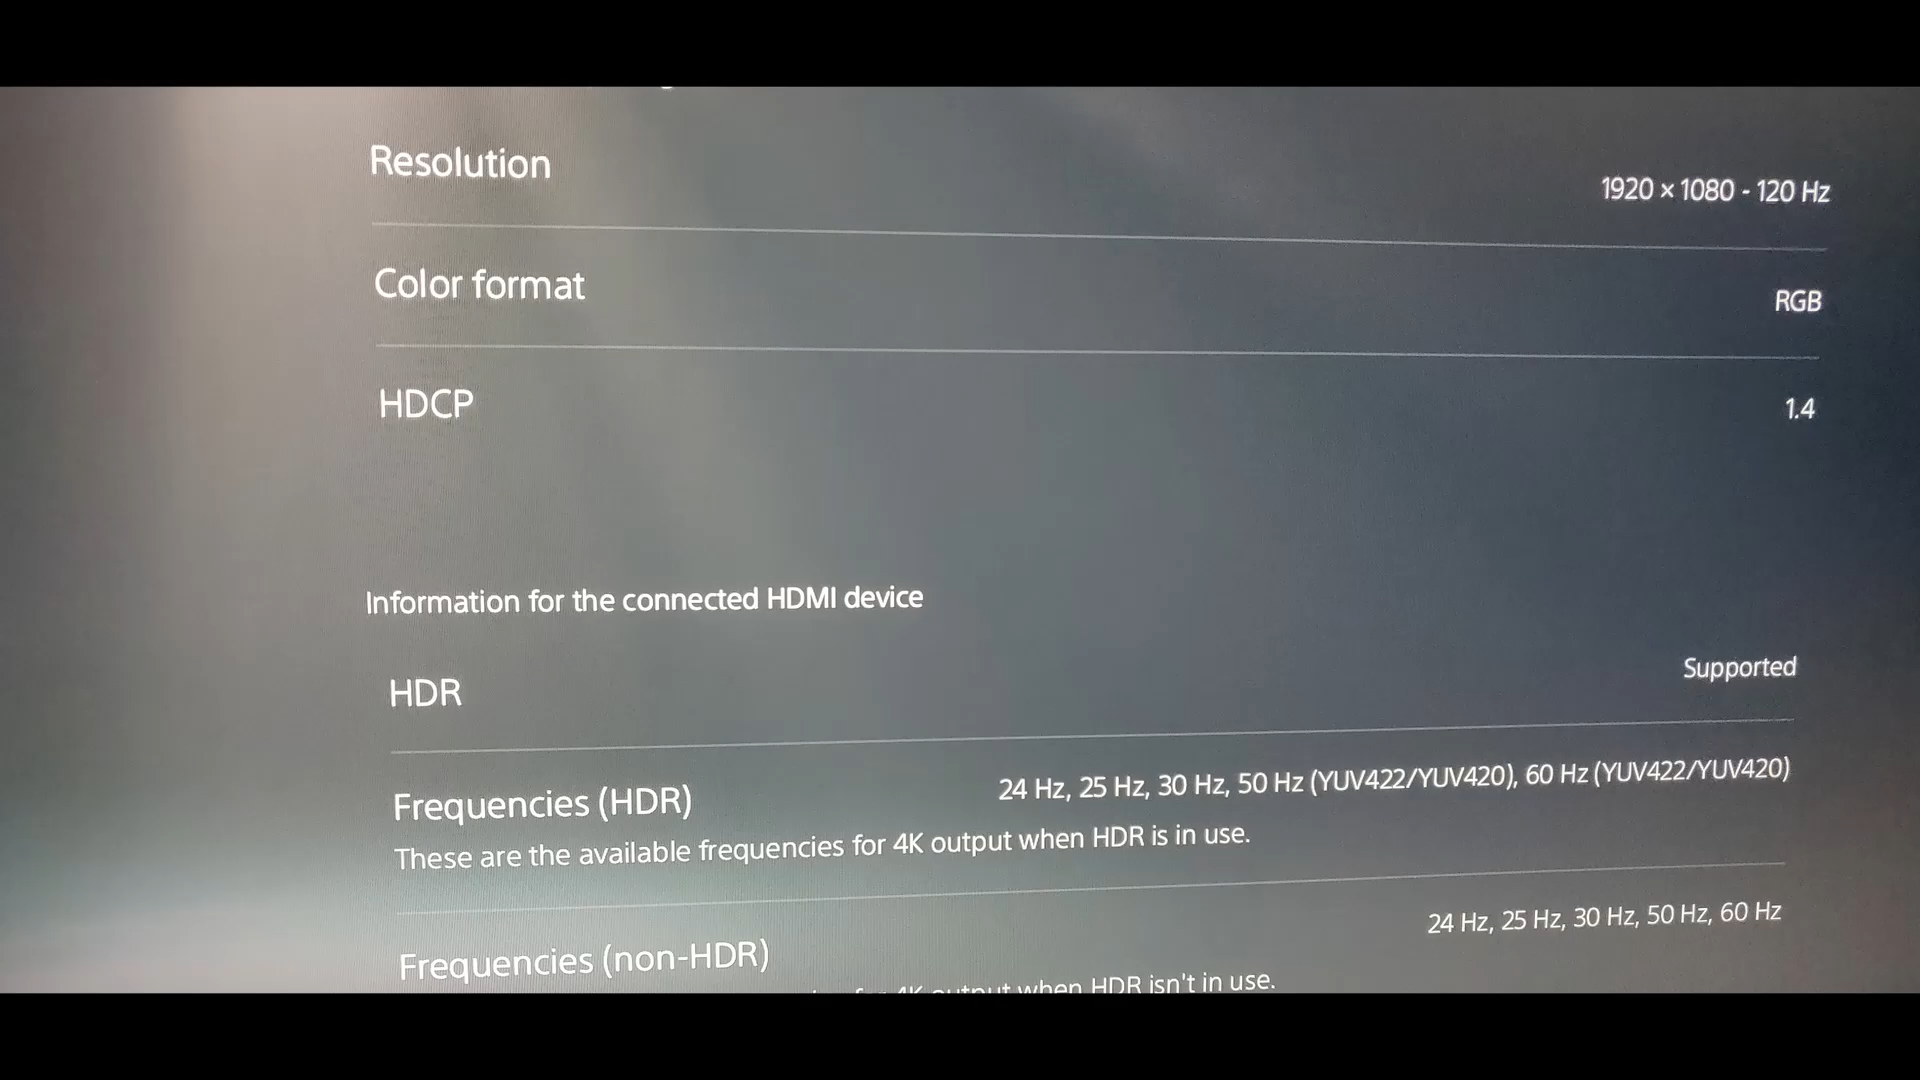 Resolution
1920 × 1080 - 120 Hz
Color format
RGB
HDCP
1.4
Information for the connected HDMI device
HDR
Supported
Frequencies (HDR)
24 Hz, 25 Hz, 30 Hz, 50 Hz (YUV422/YUV420), 60 Hz (YUV422/YUV420)
These are the available frequencies for 4K output when HDR is in use.
Frequencies (non-HDR)
24 Hz, 25 Hz, 30 Hz, 50 Hz, 60 Hz
4K output when HDR isn't in use.